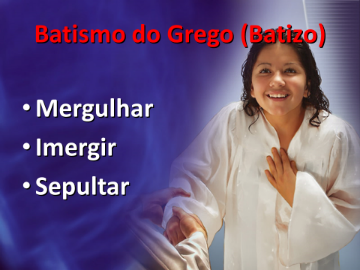 Batismo do Grego (Batizo)
• Mergulhar
• Imergir
• Sepultar